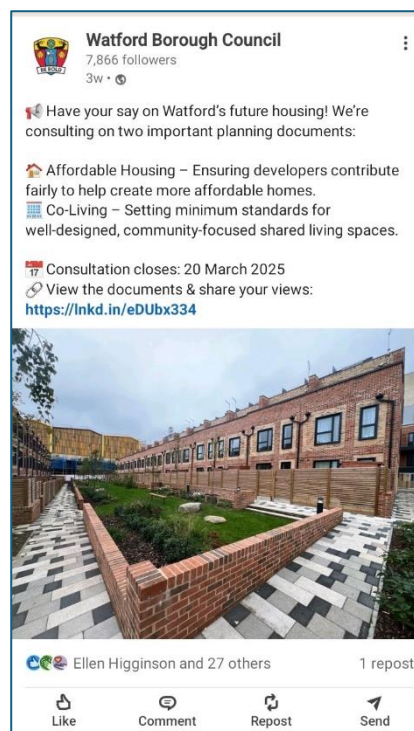 Watford Borough Council
7,866 followers
3w •
BE BOLD
📢 Have your say on Watford's future housing! We're
consulting on two important planning documents:
🏠 Affordable Housing – Ensuring developers contribute
fairly to help create more affordable homes.
🏢 Co-Living – Setting minimum standards for
well-designed, community-focused shared living spaces.
📅 Consultation closes: 20 March 2025
🔗 View the documents & share your views:
https://lnkd.in/eDUbx334
Ellen Higginson and 27 others 1 repost
Like Comment Repost Send